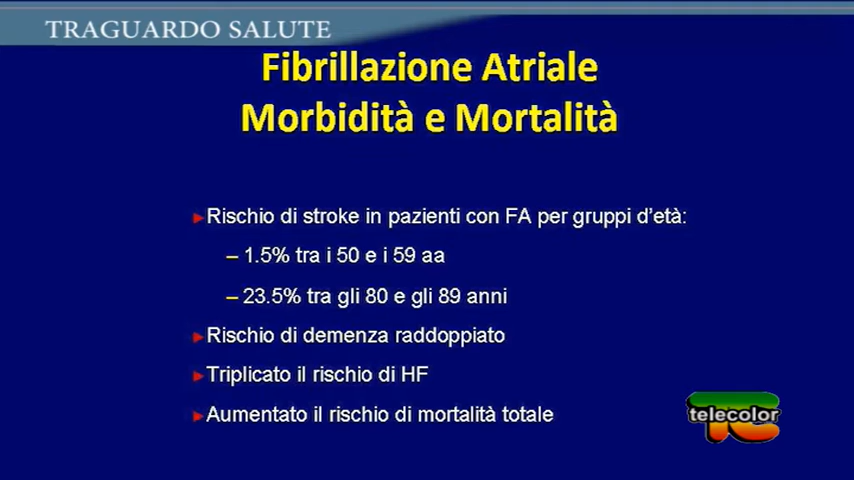 TRAGUARDO SALUTE
Fibrillazione Atriale
Morbidità e Mortalità
►Rischio di stroke in pazienti con FA per gruppi d’età:
– 1.5% tra i 50 e i 59 aa
– 23.5% tra gli 80 e gli 89 anni
►Rischio di demenza raddoppiato
►Triplicato il rischio di HF
►Aumentato il rischio di mortalità totale
telecolor